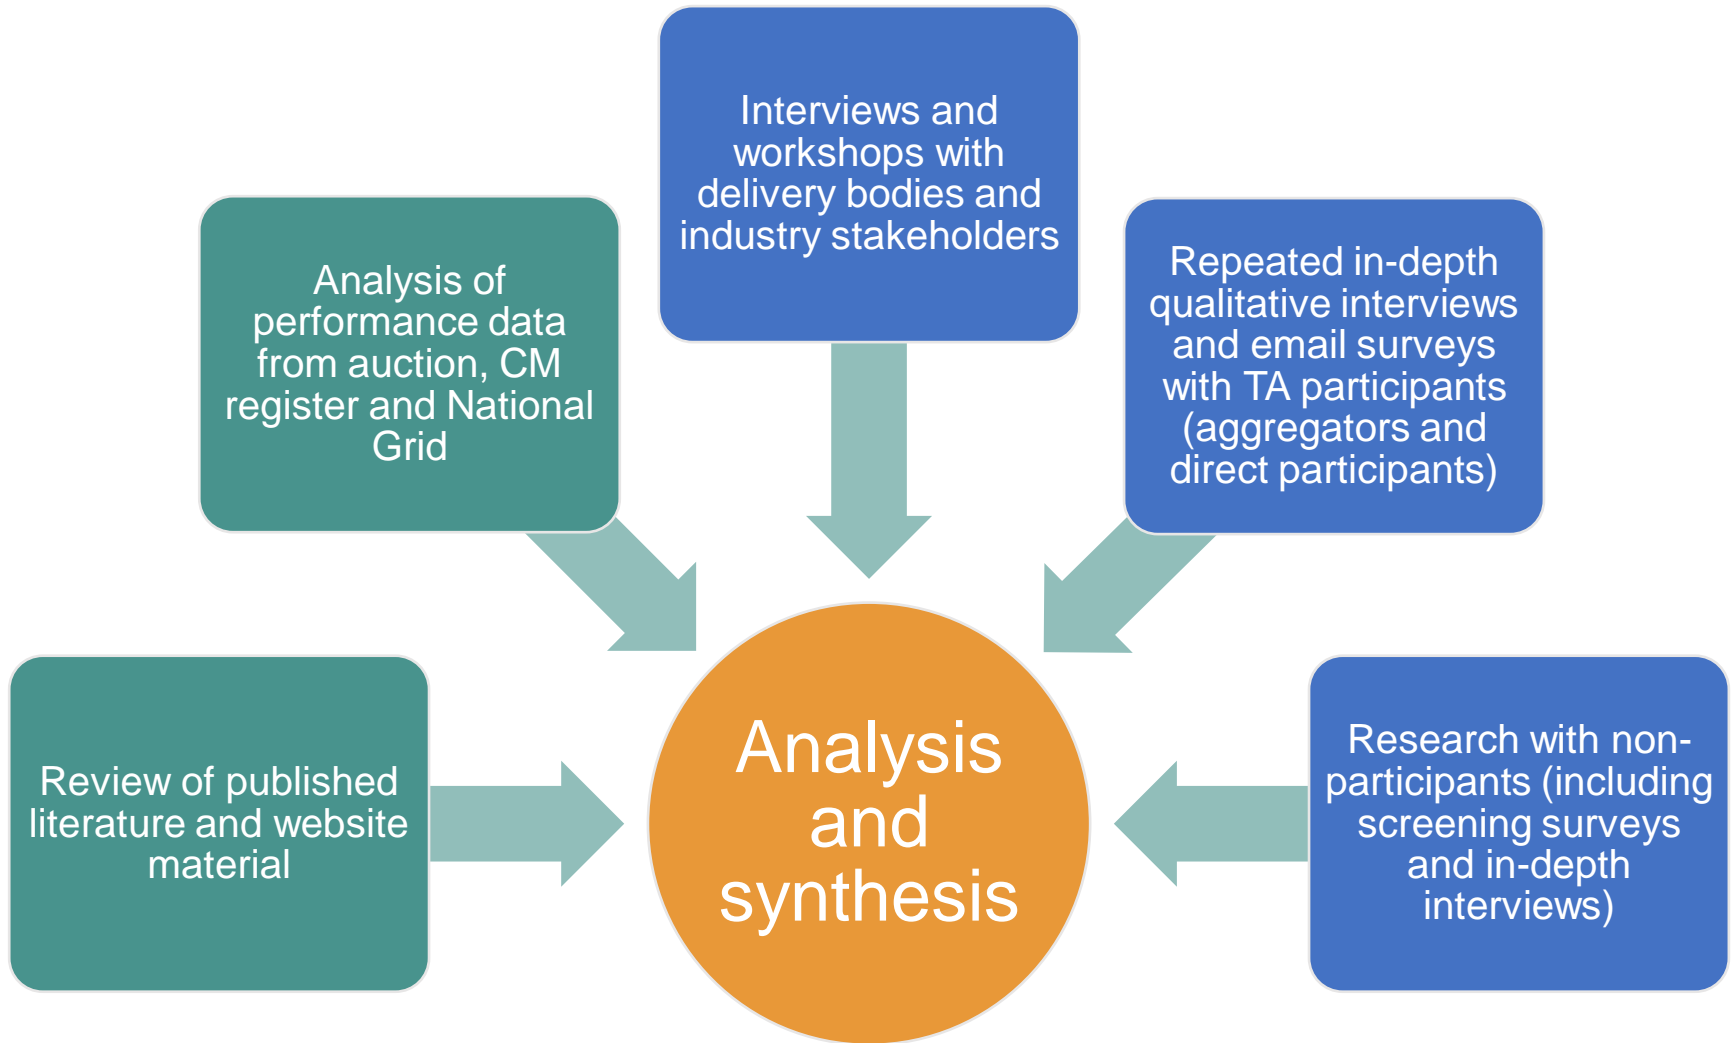 Interviews and
workshops with
delivery bodies and
industry stakeholders
Analysis of
performance data
from auction, CM
register and National
Grid
Repeated in-depth
qualitative interviews
and email surveys
with TA participants
(aggregators and
direct participants)
Review of published
literature and website
material
Analysis
and
synthesis
Research with non-
participants (including
screening surveys
and in-depth
interviews)